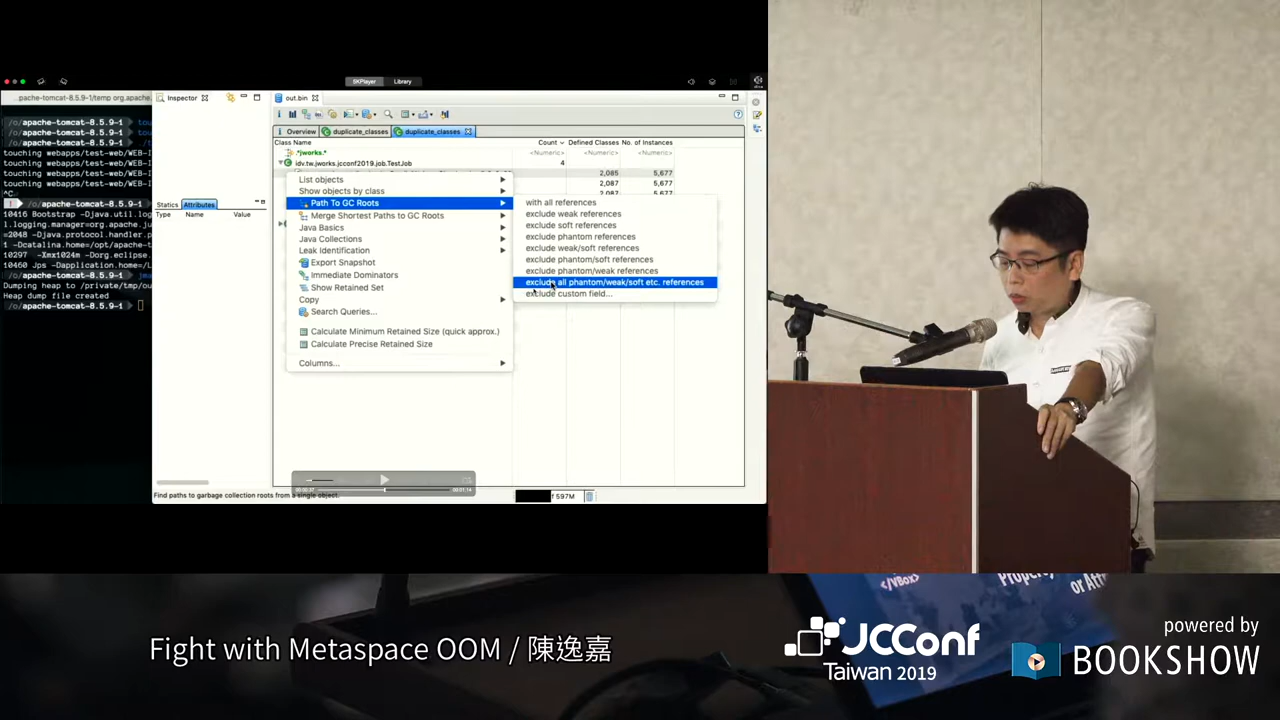 SKPlayer
Library
...pache-tomcat-8.5.9-1/temp org.apache.
/o/apache-tomcat-8.5.9-1
/o/apache-tomcat-8.5.9-1
touching webapps/test-web/WEB-I
touching webapps/test-web/WEB-I
touching webapps/test-web/WEB-I
touching webapps/test-web/WEB-I
^C
! /o/apache-tomcat-8.5.9-1
10416 Bootstrap -Djava.util.log
l.logging.manager=org.apache.ju
=2048 -Djava.protocol.handler.p
1 -Dcatalina.home=/opt/apache-t
10297 -Xmx1024m -Dorg.eclipse.
10460 Jps -Dapplication.home=/L
/o/apache-tomcat-8.5.9-1
Dumping heap to /private/tmp/ou
Heap dump file created
/o/apache-tomcat-8.5.9-1
Inspector
Statics
Attributes
Type Name Value
out.bin
Overview
duplicate_classes
duplicate_classes
Class Name Count Defined Classes No. of Instances
.*jworks.* <Numeric> <Numeric> <Numeric>
idv.tw.jworks.jcconf2019.job.TestJob 4
2,085 5,677
2,087 5,677
List objects
Show objects by class
Path To GC Roots
Merge Shortest Paths to GC Roots
Java Basics
Java Collections
Leak Identification
Export Snapshot
Immediate Dominators
Show Retained Set
Copy
Search Queries...
Calculate Minimum Retained Size (quick approx.)
Calculate Precise Retained Size
Columns...
with all references
exclude weak references
exclude soft references
exclude phantom references
exclude weak/soft references
exclude phantom/soft references
exclude phantom/weak references
exclude all phantom/weak/soft etc. references
exclude custom field...
Find paths to garbage collection roots from a single object.
f 597M
</VBox>
Fight with Metaspace OOM / 陳逸嘉
JCConf
Taiwan 2019
powered by
BOOKSHOW